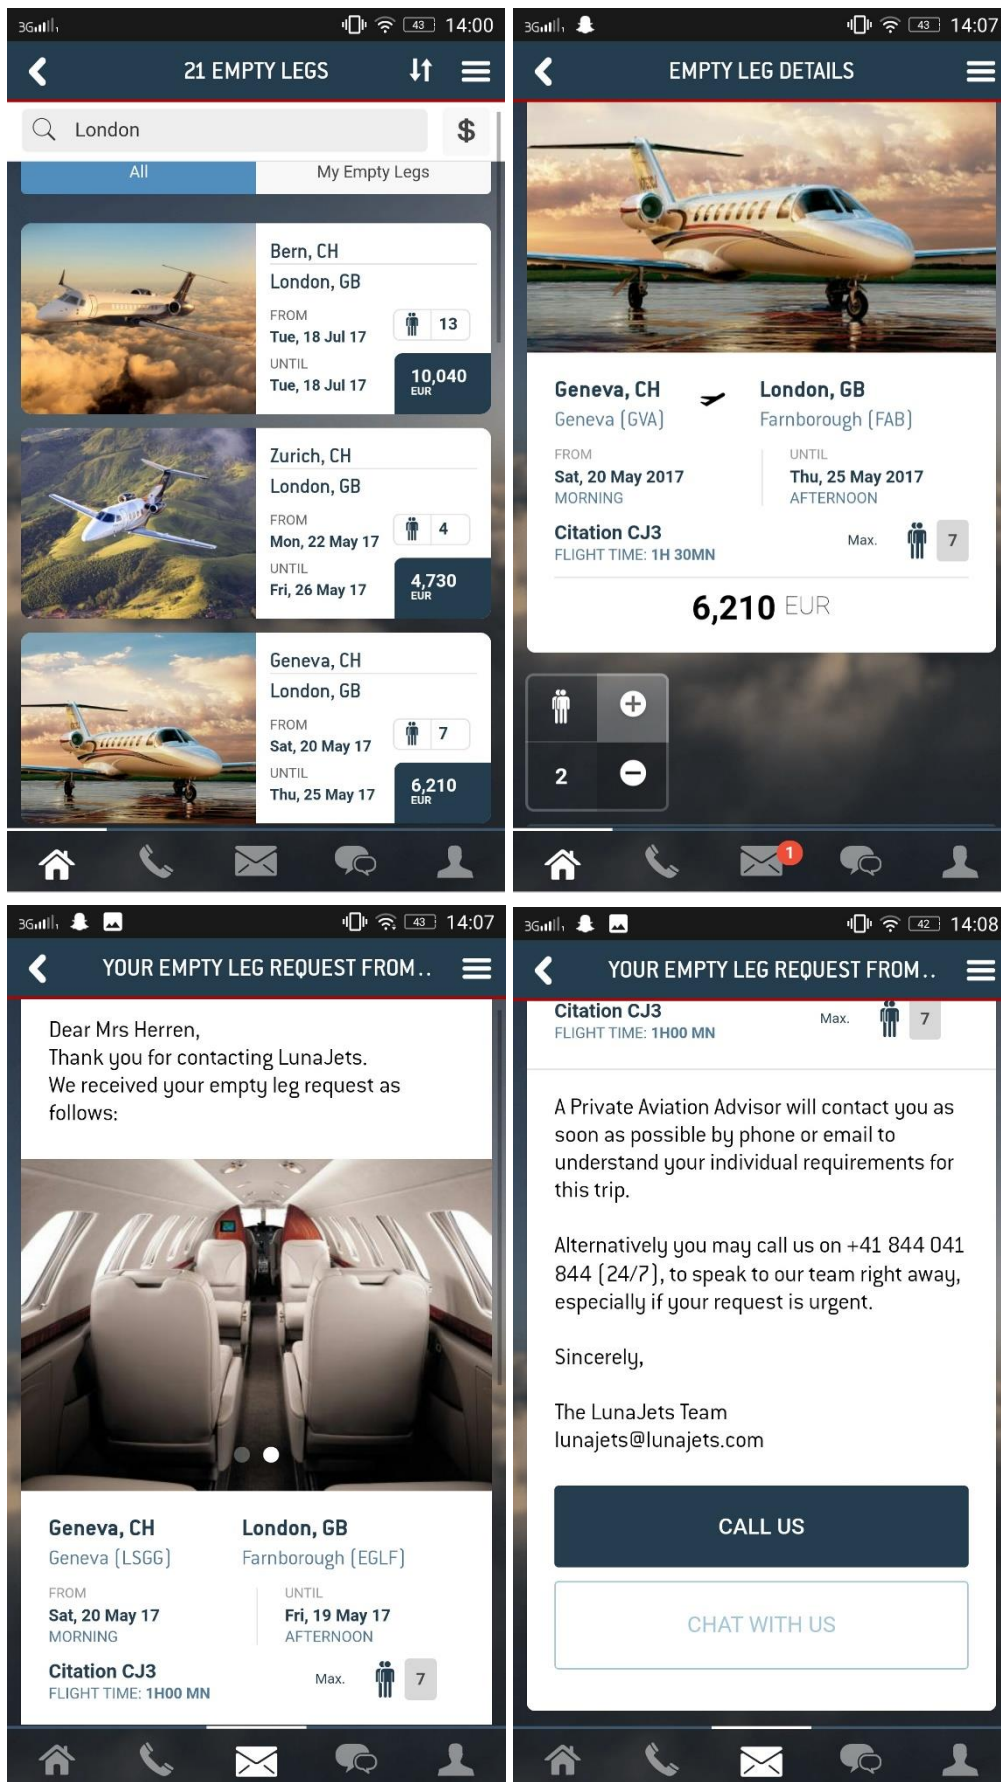 3G 43 14:00
21 EMPTY LEGS
London $
All My Empty Legs
Bern, CH
London, GB
FROM
Tue, 18 Jul 17 13
UNTIL
Tue, 18 Jul 17 10,040
EUR
Zurich, CH
London, GB
FROM
Mon, 22 May 17 4
UNTIL
Fri, 26 May 17 4,730
EUR
Geneva, CH
London, GB
FROM
Sat, 20 May 17 7
UNTIL
Thu, 25 May 17 6,210
EUR
3G 43 14:07
EMPTY LEG DETAILS
Geneva, CH London, GB
Geneva (GVA) Farnborough (FAB)
FROM UNTIL
Sat, 20 May 2017 Thu, 25 May 2017
MORNING AFTERNOON
Citation CJ3
FLIGHT TIME: 1H 30MN Max. 7
6,210 EUR
2
1
3G 43 14:07
YOUR EMPTY LEG REQUEST FROM..
Dear Mrs Herren,
Thank you for contacting LunaJets.
We received your empty leg request as
follows:
Geneva, CH London, GB
Geneva (LSGG) Farnborough (EGLF)
FROM UNTIL
Sat, 20 May 17 Fri, 19 May 17
MORNING AFTERNOON
Citation CJ3
FLIGHT TIME: 1H00 MN Max. 7
3G 42 14:08
YOUR EMPTY LEG REQUEST FROM..
Citation CJ3
FLIGHT TIME: 1H00 MN Max. 7
A Private Aviation Advisor will contact you as
soon as possible by phone or email to
understand your individual requirements for
this trip.
Alternatively you may call us on +41 844 041
844 (24/7), to speak to our team right away,
especially if your request is urgent.
Sincerely,
The LunaJets Team
lunajets@lunajets.com
CALL US
CHAT WITH US